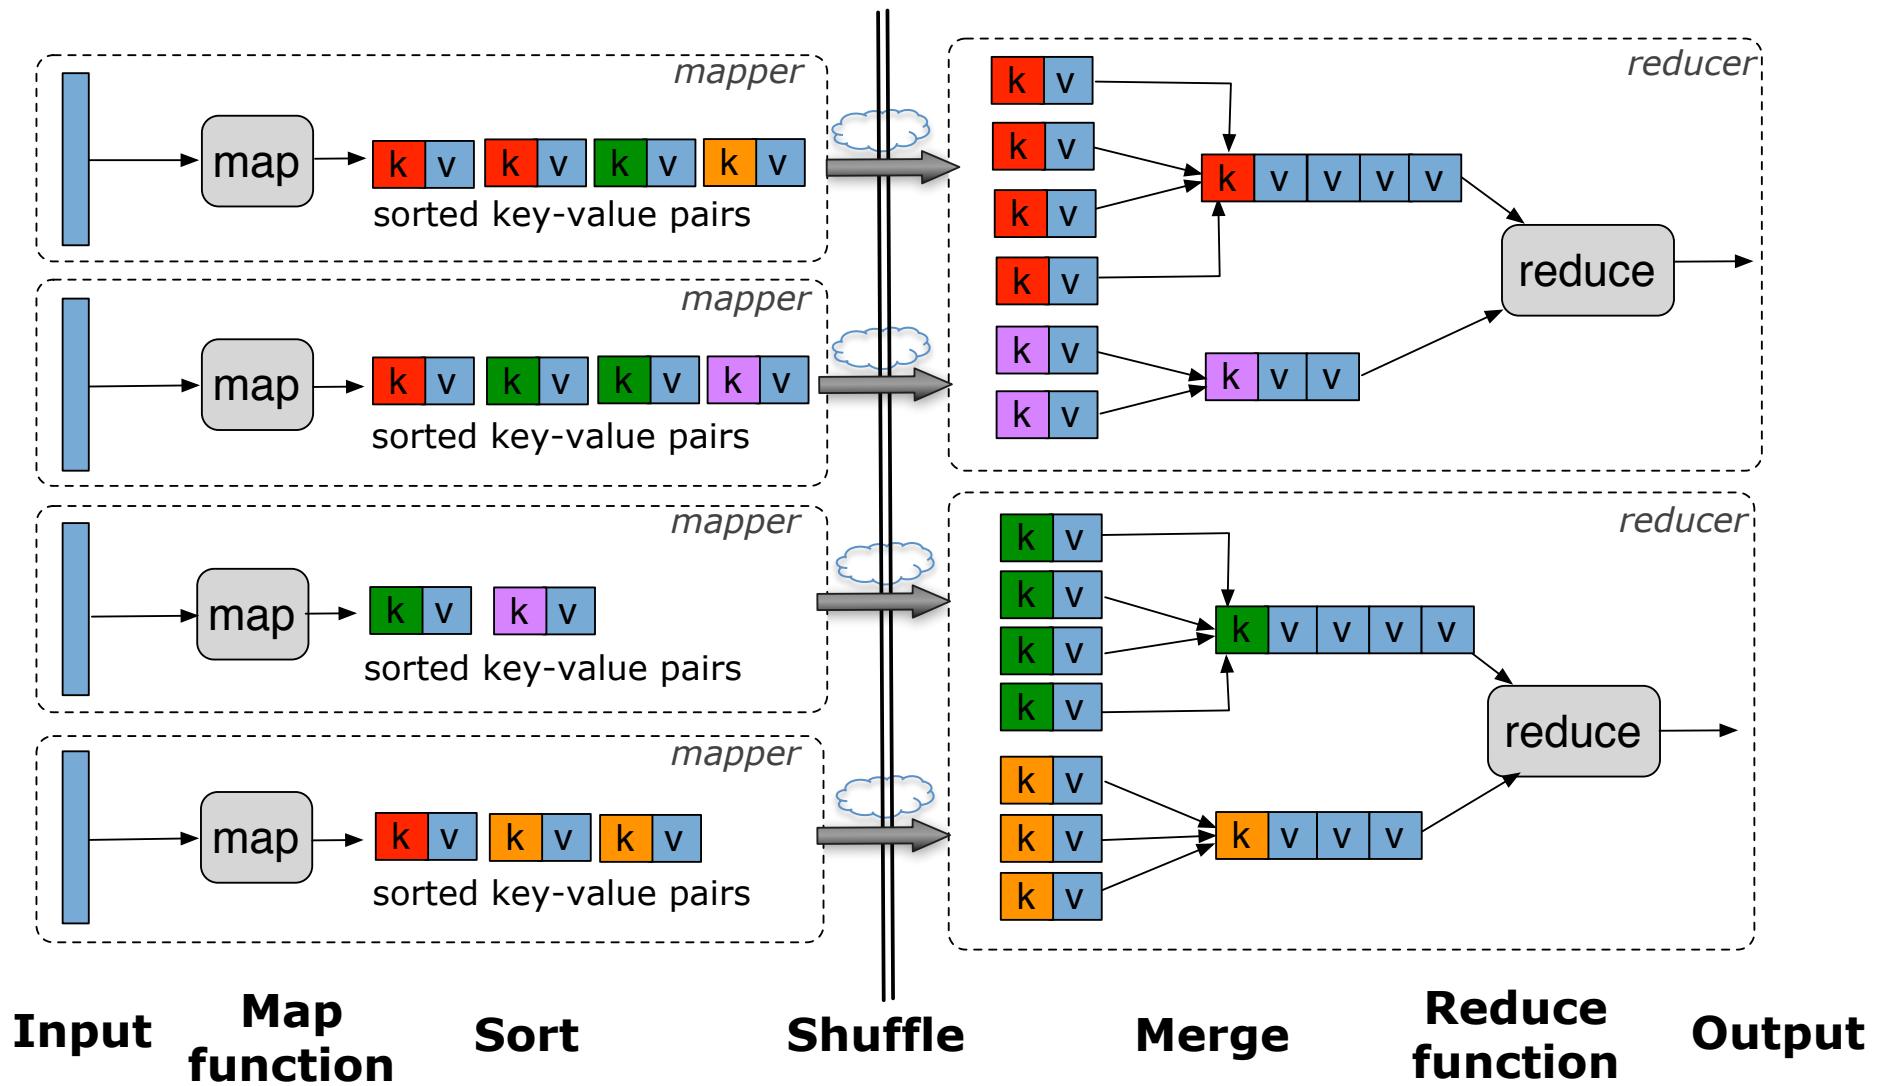 mapper
map
k v k v k v k v
sorted key-value pairs
mapper
map
k v k v k v k v
sorted key-value pairs
mapper
map
k v k v
sorted key-value pairs
mapper
map
k v k v k v
sorted key-value pairs
reducer
k v
k v
k v
k v
k v v v v
k v
k v
k v v
reduce
reducer
k v
k v
k v
k v
k v v v v
k v
k v
k v
k v v v
reduce
Input
Map
function
Sort
Shuffle
Merge
Reduce
function
Output